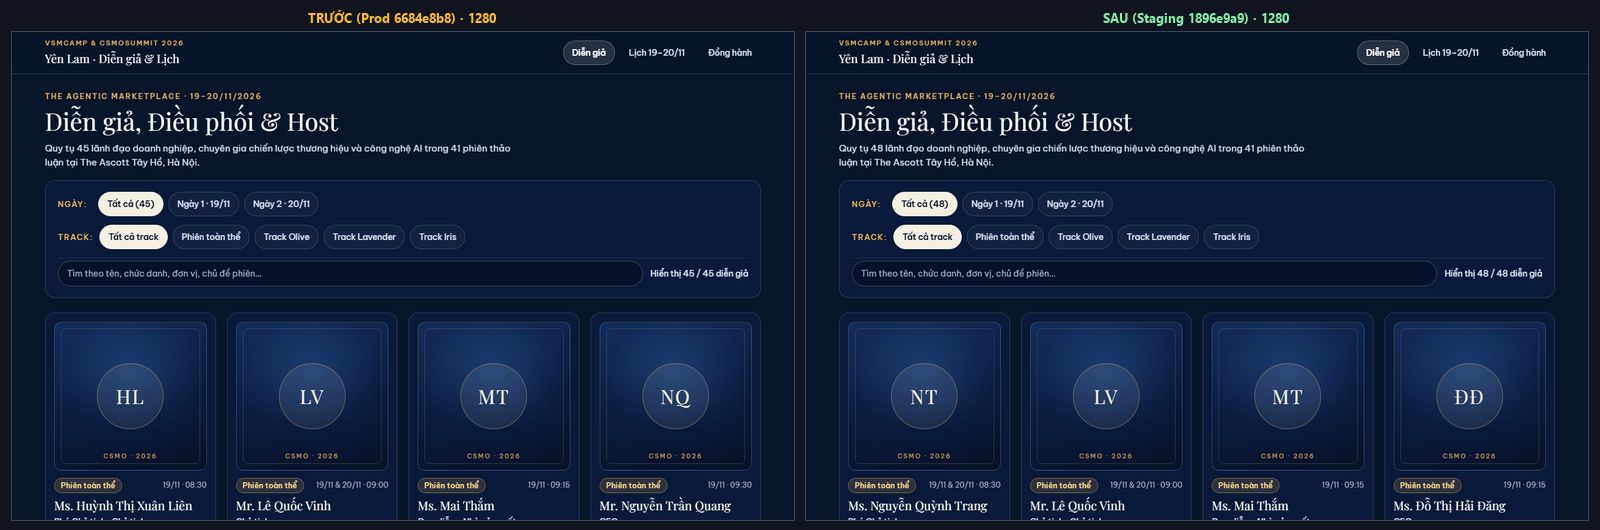 TRƯỚC (Prod 6684e8b8) · 1280
VSMCAMP & CSMOSUMMIT 2026
Yên Lam · Diễn giả & Lịch
Diễn giả
Lịch 19–20/11
Đồng hành
THE AGENTIC MARKETPLACE · 19–20/11/2026
Diễn giả, Điều phối & Host
Quy tụ 45 lãnh đạo doanh nghiệp, chuyên gia chiến lược thương hiệu và công nghệ AI trong 41 phiên thảo
luận tại The Ascott Tây Hồ, Hà Nội.
NGÀY: Tất cả (45) Ngày 1 · 19/11 Ngày 2 · 20/11
TRACK: Tất cả track Phiên toàn thể Track Olive Track Lavender Track Iris
Tìm theo tên, chức danh, đơn vị, chủ đề phiên...
Hiển thị 45 / 45 diễn giả
HL
CSMO · 2026
Phiên toàn thể 19/11 · 08:30
Ms. Huỳnh Thị Xuân Liên
LV
CSMO · 2026
Phiên toàn thể 19/11 & 20/11 · 09:00
Mr. Lê Quốc Vinh
MT
CSMO · 2026
Phiên toàn thể 19/11 · 09:15
Ms. Mai Thắm
NQ
CSMO · 2026
Phiên toàn thể 19/11 · 09:30
Mr. Nguyễn Trần Quang
SAU (Staging 1896e9a9) · 1280
VSMCAMP & CSMOSUMMIT 2026
Yên Lam · Diễn giả & Lịch
Diễn giả
Lịch 19–20/11
Đồng hành
THE AGENTIC MARKETPLACE · 19–20/11/2026
Diễn giả, Điều phối & Host
Quy tụ 48 lãnh đạo doanh nghiệp, chuyên gia chiến lược thương hiệu và công nghệ AI trong 41 phiên thảo
luận tại The Ascott Tây Hồ, Hà Nội.
NGÀY: Tất cả (48) Ngày 1 · 19/11 Ngày 2 · 20/11
TRACK: Tất cả track Phiên toàn thể Track Olive Track Lavender Track Iris
Tìm theo tên, chức danh, đơn vị, chủ đề phiên...
Hiển thị 48 / 48 diễn giả
NT
CSMO · 2026
Phiên toàn thể 19/11 · 08:30
Ms. Nguyễn Quỳnh Trang
LV
CSMO · 2026
Phiên toàn thể 19/11 & 20/11 · 09:00
Mr. Lê Quốc Vinh
MT
CSMO · 2026
Phiên toàn thể 19/11 · 09:15
Ms. Mai Thắm
ĐĐ
CSMO · 2026
Phiên toàn thể 19/11 · 09:15
Ms. Đỗ Thị Hải Đăng